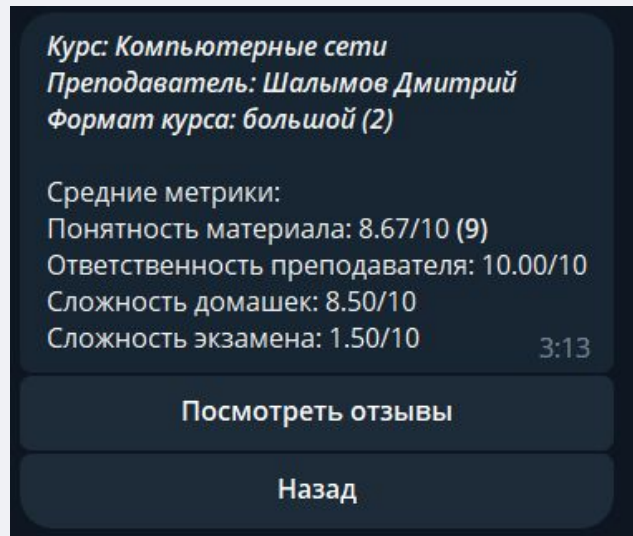 Курс: Компьютерные сети
Преподаватель: Шалымов Дмитрий
Формат курса: большой (2)
Средние метрики:
Понятность материала: 8.67/10 (9)
Ответственность преподавателя: 10.00/10
Сложность домашек: 8.50/10
Сложность экзамена: 1.50/10
3:13
Посмотреть отзывы
Назад